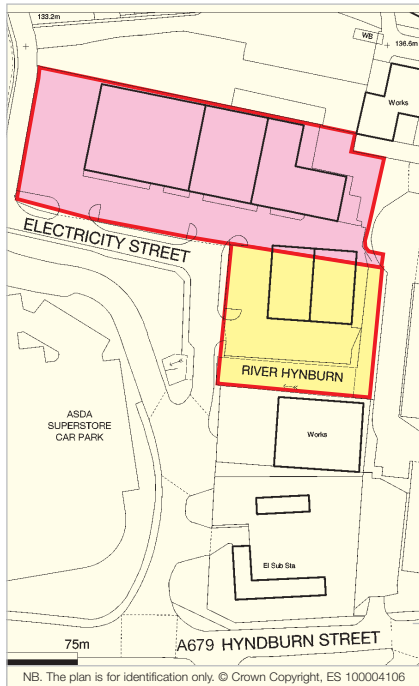 133.2m
WB
136.6m
Works
ELECTRICITY STREET
RIVER HYNBURN
ASDA
SUPERSTORE
CAR PARK
Works
El Sub Sta
75m
A679 HYNDBURN STREET
NB. The plan is for identification only. © Crown Copyright, ES 100004106